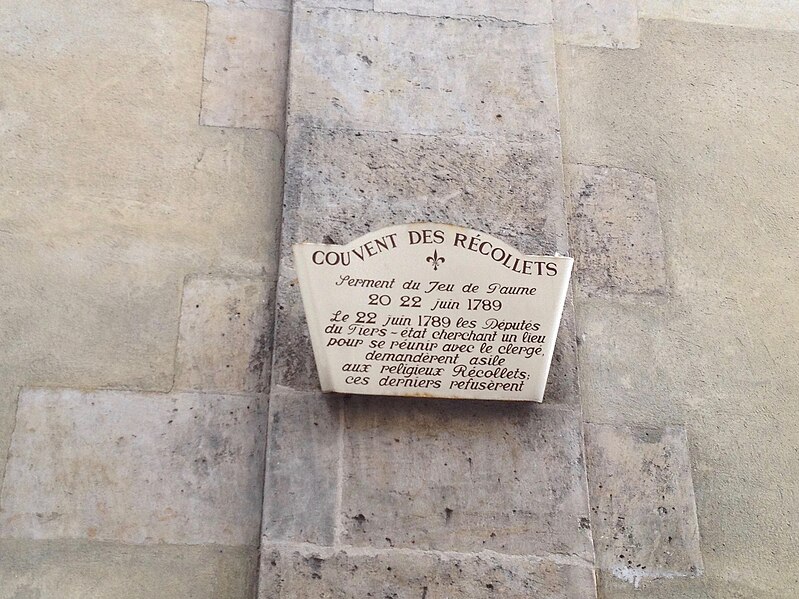 COUVENT DES RÉCOLLETS
Serment du Jeu de Paume
20 22 juin 1789
Le 22 juin 1789 les Députés
du Tiers-état cherchant un lieu
pour se réunir avec le clergé,
demandèrent asile
aux religieux Récollets;
ces derniers refusèrent